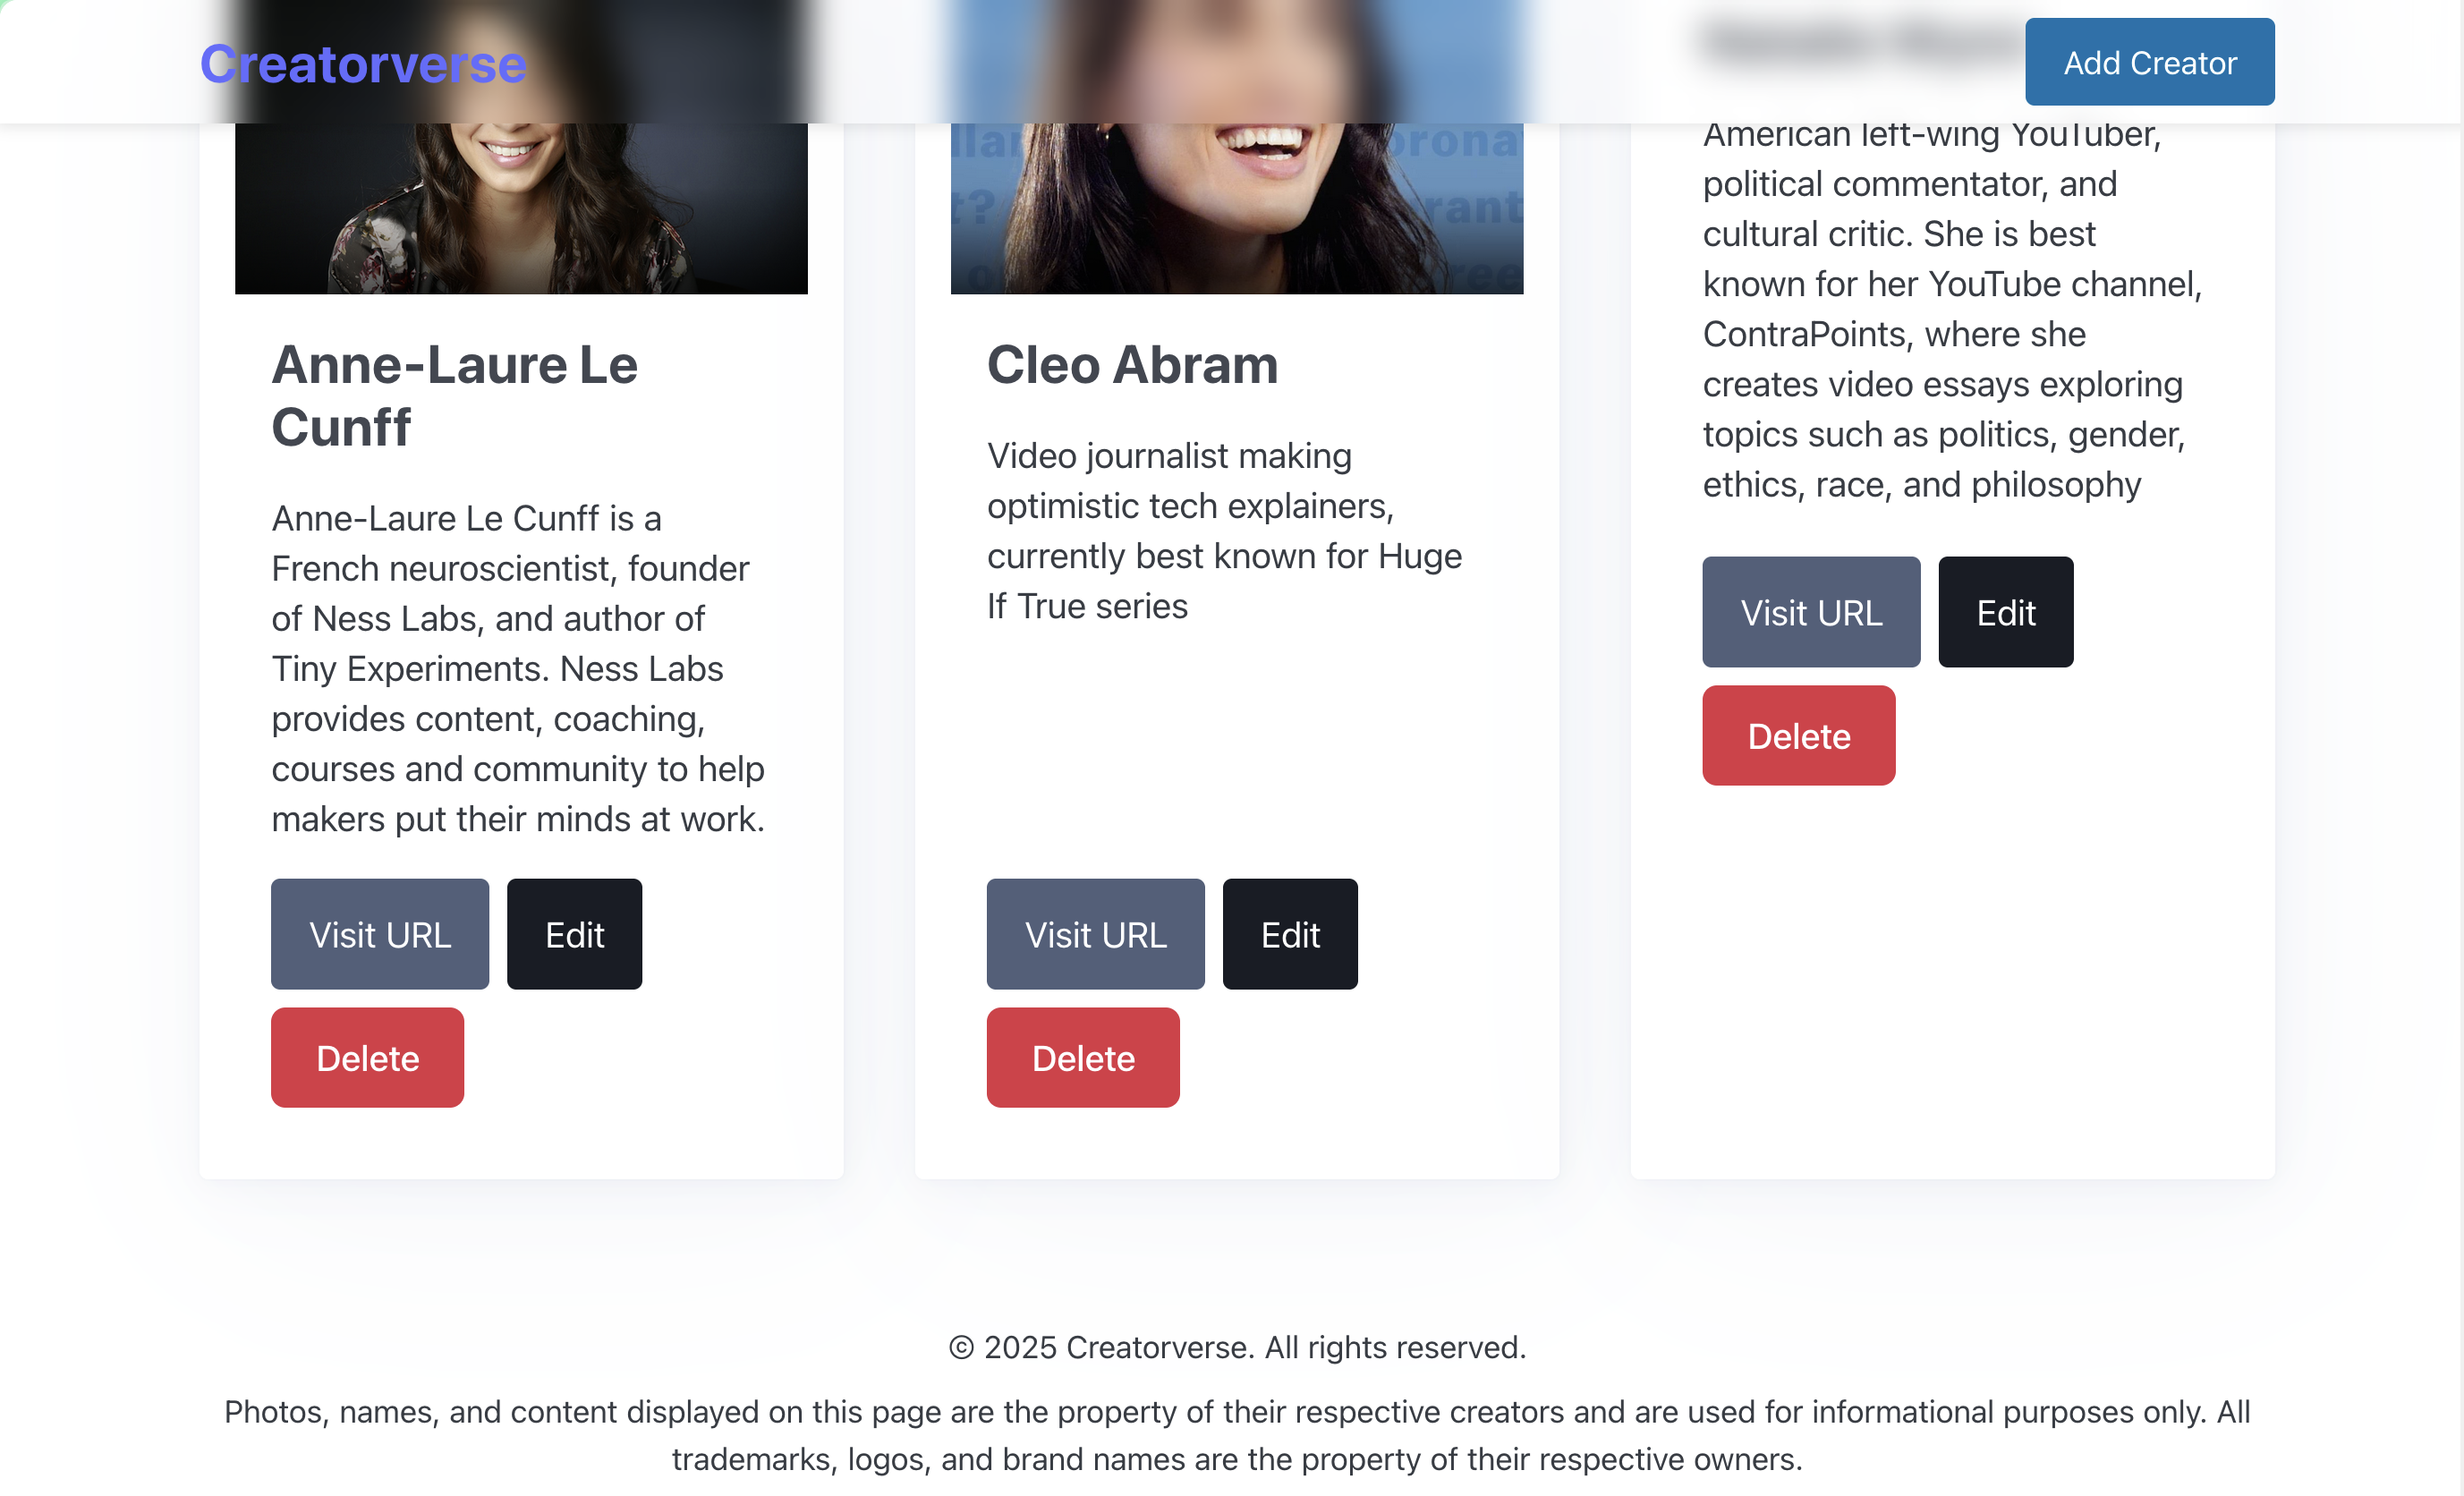 Creatorverse
Add Creator
Anne-Laure Le
Cunff
Anne-Laure Le Cunff is a
French neuroscientist, founder
of Ness Labs, and author of
Tiny Experiments. Ness Labs
provides content, coaching,
courses and community to help
makers put their minds at work.
Visit URL
Edit
Delete
t?
rant
Cleo Abram
Video journalist making
optimistic tech explainers,
currently best known for Huge
If True series
Visit URL
Edit
Delete
American left-wing YouTuber,
political commentator, and
cultural critic. She is best
known for her YouTube channel,
ContraPoints, where she
creates video essays exploring
topics such as politics, gender,
ethics, race, and philosophy
Visit URL
Edit
Delete
© 2025 Creatorverse. All rights reserved.
Photos, names, and content displayed on this page are the property of their respective creators and are used for informational purposes only. All
trademarks, logos, and brand names are the property of their respective owners.